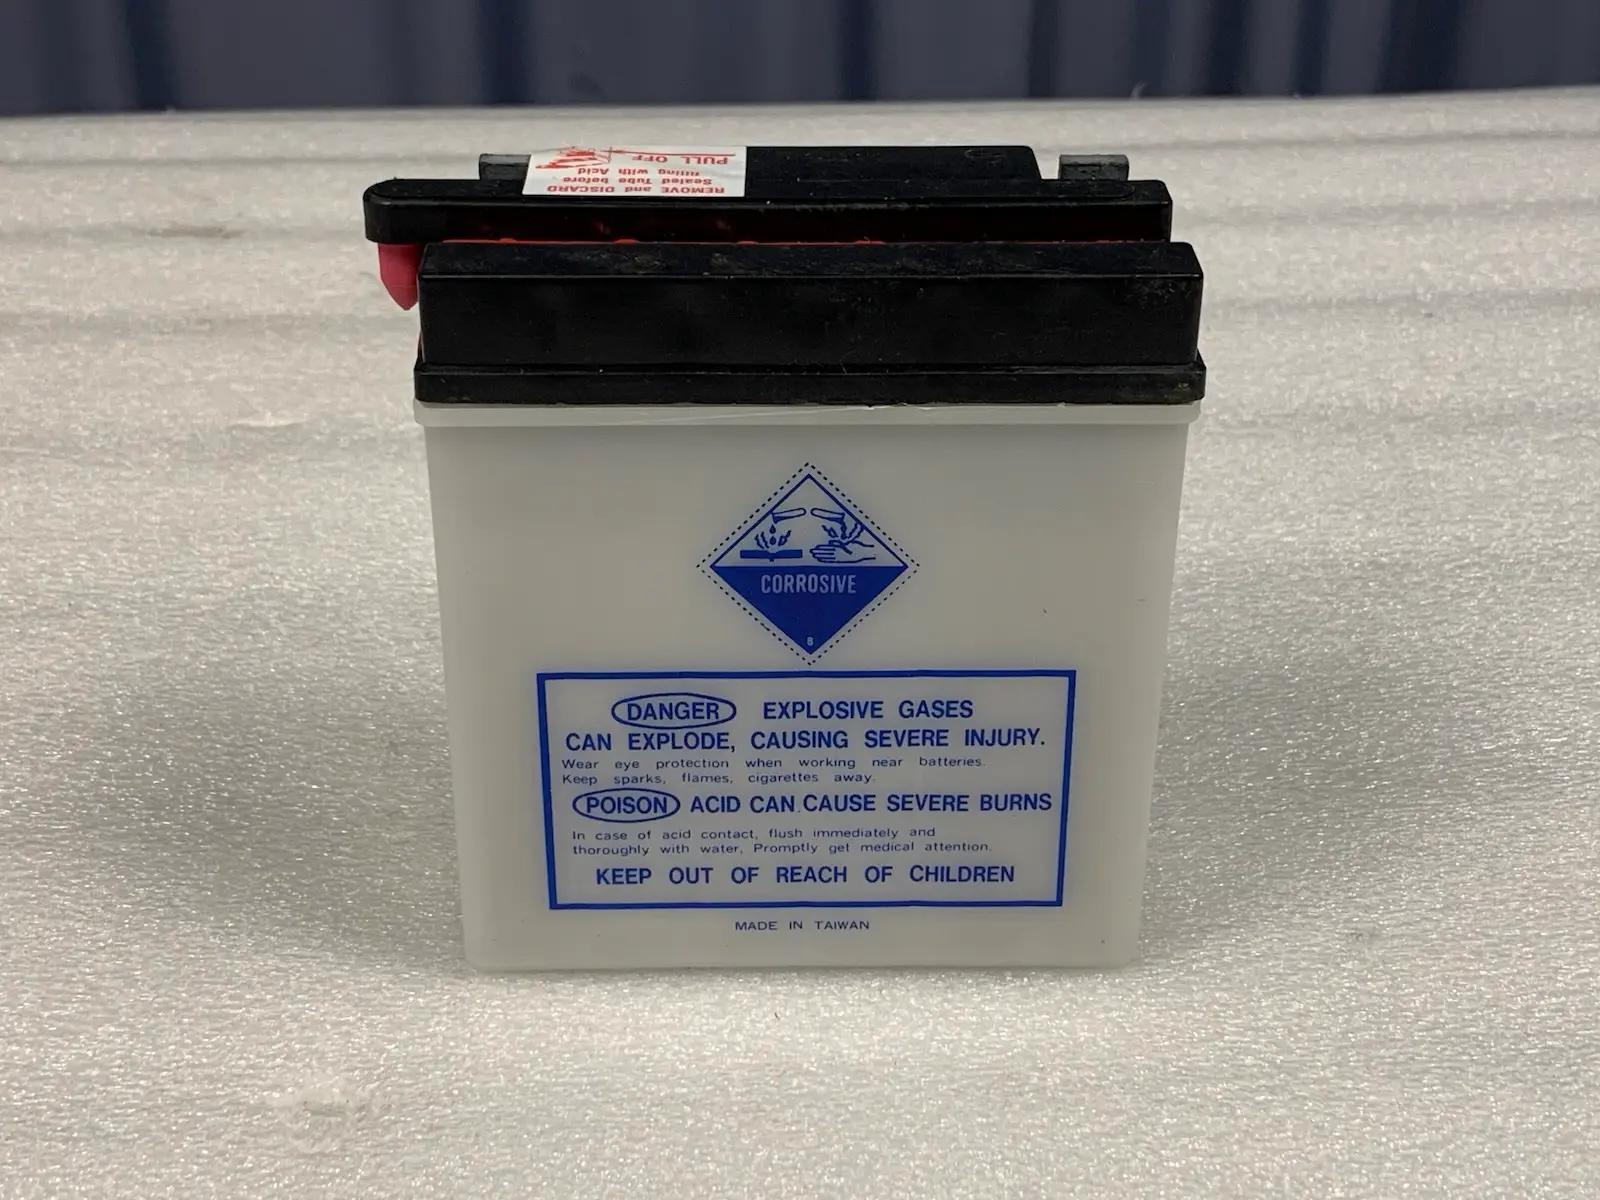 PULL OFF
REMOVE and DISCARD
Sealed Tube before
filling with Acid
CORROSIVE
8
DANGER EXPLOSIVE GASES
CAN EXPLODE, CAUSING SEVERE INJURY.
Wear eye protection when working near batteries.
Keep sparks, flames, cigarettes away.
POISON ACID CAN CAUSE SEVERE BURNS
In case of acid contact, flush immediately and
thoroughly with water, Promptly get medical attention.
KEEP OUT OF REACH OF CHILDREN
MADE IN TAIWAN